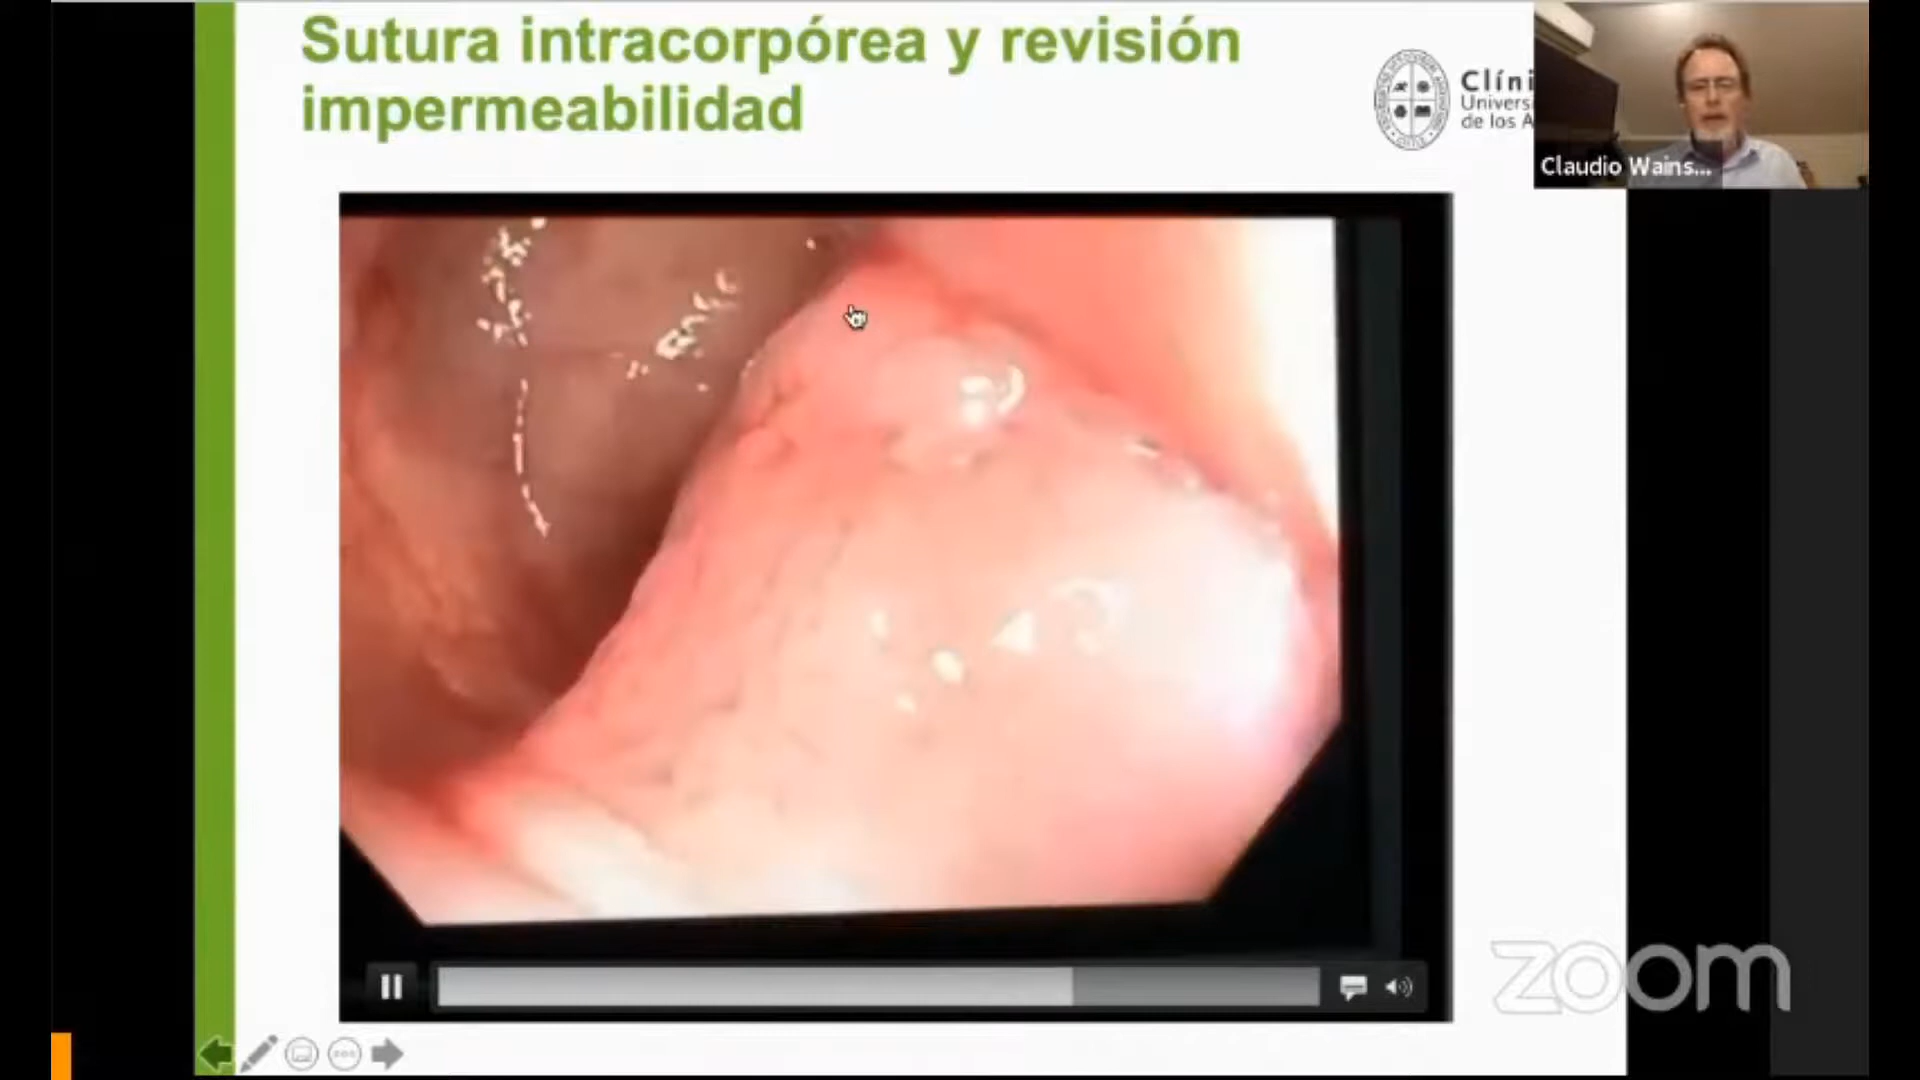 Sutura intracorpórea y revisión
impermeabilidad
Clíni
Univers
de los A
Claudio Wains...
zoom